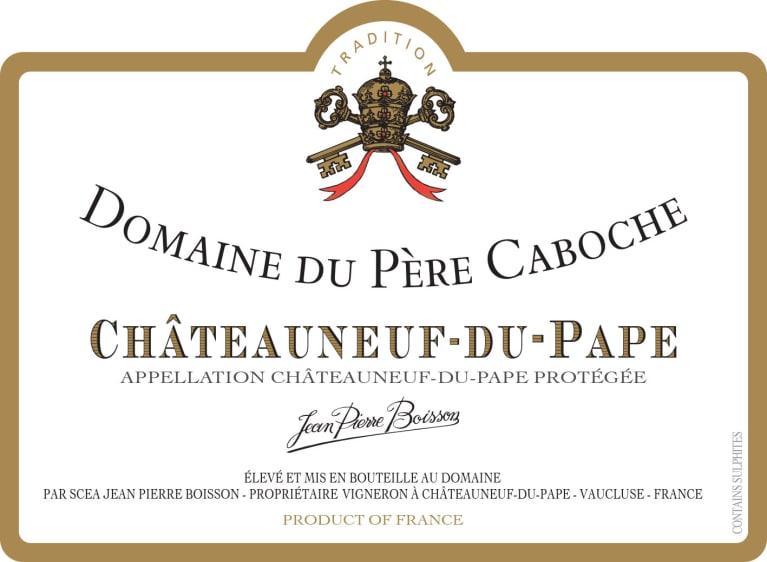 TRADITION
DOMAINE DU PÈRE CABOCHE
CHÂTEAUNEUF-DU-PAPE
APPELLATION CHÂTEAUNEUF-DU-PAPE PROTÉGÉE
Jean Pierre Boisson
ÉLEVÉ ET MIS EN BOUTEILLE AU DOMAINE
PAR SCEA JEAN PIERRE BOISSON - PROPRIÉTAIRE VIGNERON À CHÂTEAUNEUF-DU-PAPE - VAUCLUSE - FRANCE
PRODUCT OF FRANCE
CONTAINS SULPHITES